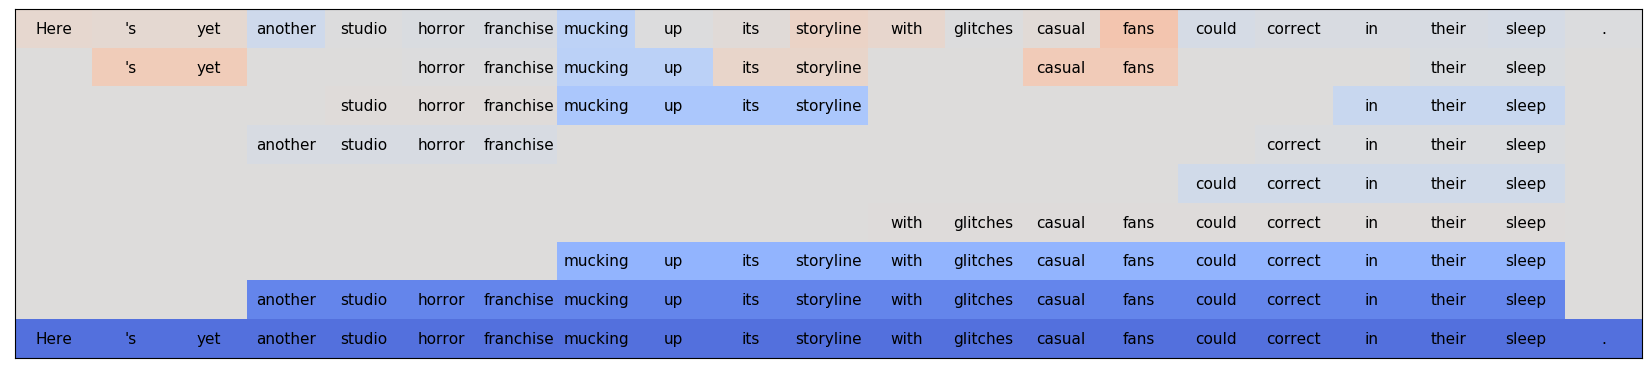 Here 's yet another studio horror franchise mucking up its storyline with glitches casual fans could correct in their sleep .
's yet horror franchise mucking up its storyline casual fans their sleep
studio horror franchise mucking up its storyline in their sleep
another studio horror franchise correct in their sleep
could correct in their sleep
with glitches casual fans could correct in their sleep
mucking up its storyline with glitches casual fans could correct in their sleep
another studio horror franchise mucking up its storyline with glitches casual fans could correct in their sleep
Here 's yet another studio horror franchise mucking up its storyline with glitches casual fans could correct in their sleep .